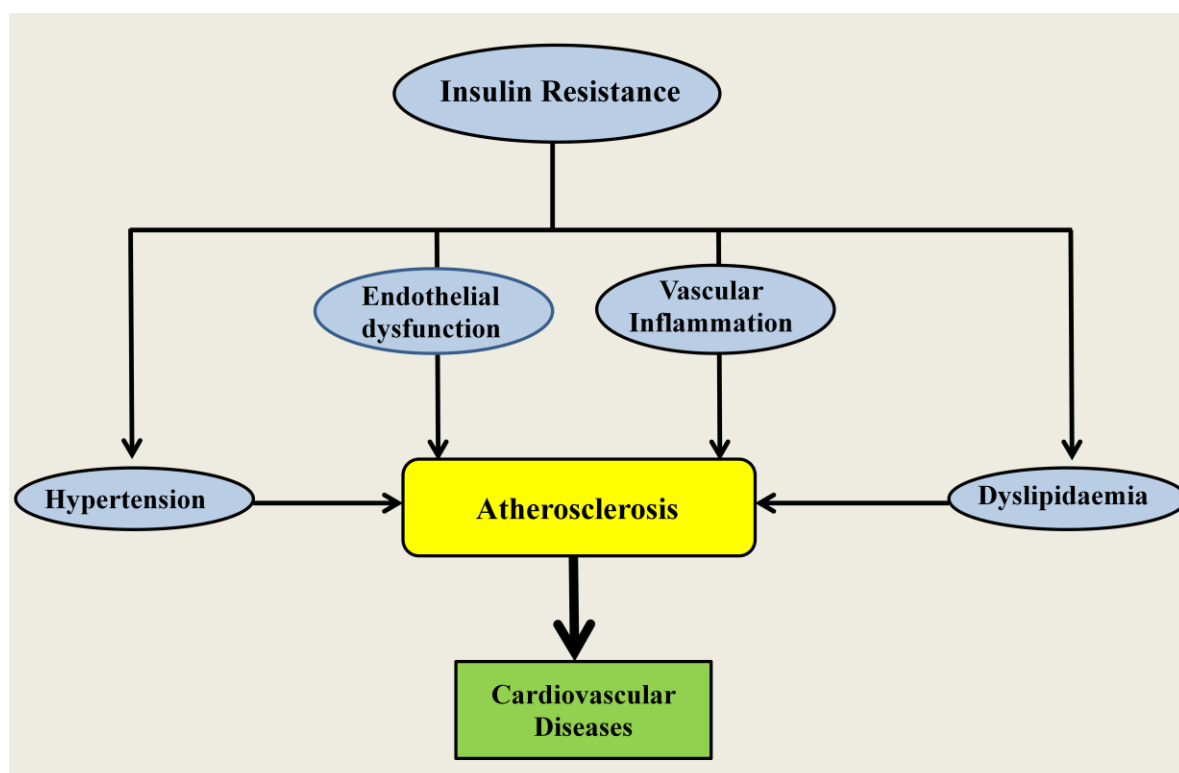 Insulin Resistance
Endothelial
dysfunction
Vascular
Inflammation
Hypertension
Atherosclerosis
Dyslipidaemia
Cardiovascular
Diseases